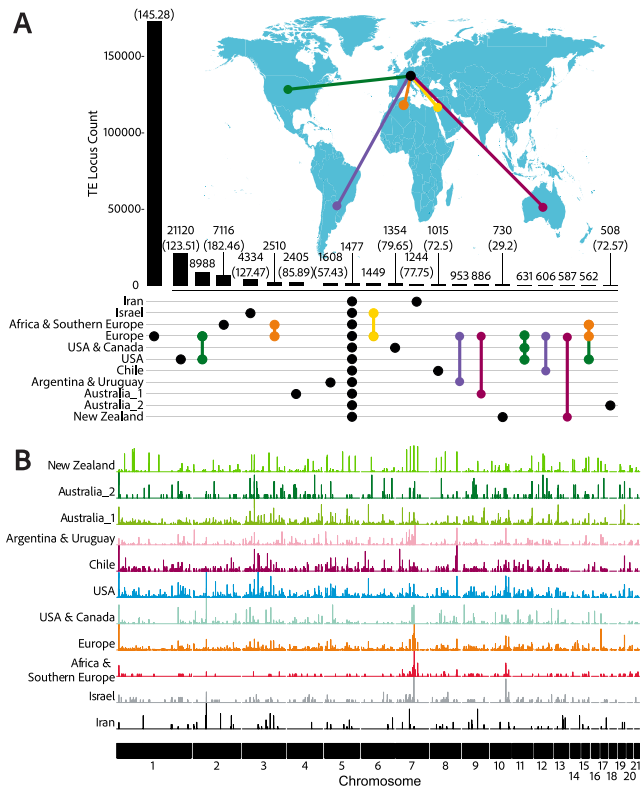 (145.28)
A
150000-
100000-
50000-
0
TE Locus Count
21120
(123.51)
8988
7116
(182.46)
4334
(127.47)
2510
2405
(85.89)
1608
(57.43)
1477
1449
1354
(79.65)
1244
(77.75)
1015
(72.5)
953
886
730
(29.2)
631
606
587
562
508
(72.57)
Iran
Israel
Africa & Southern Europe
Europe
USA & Canada
USA
Chile
Argentina & Uruguay
Australia_1
Australia_2
New Zealand
B
New Zealand
Australia_2
Australia_1
Argentina & Uruguay
Chile
USA
USA & Canada
Europe
Africa &
Southern Europe
Israel
Iran
1 2 3 4 5 6 7 8 9 10 11 12 13 14 15 16 17 18 19 20 21
Chromosome